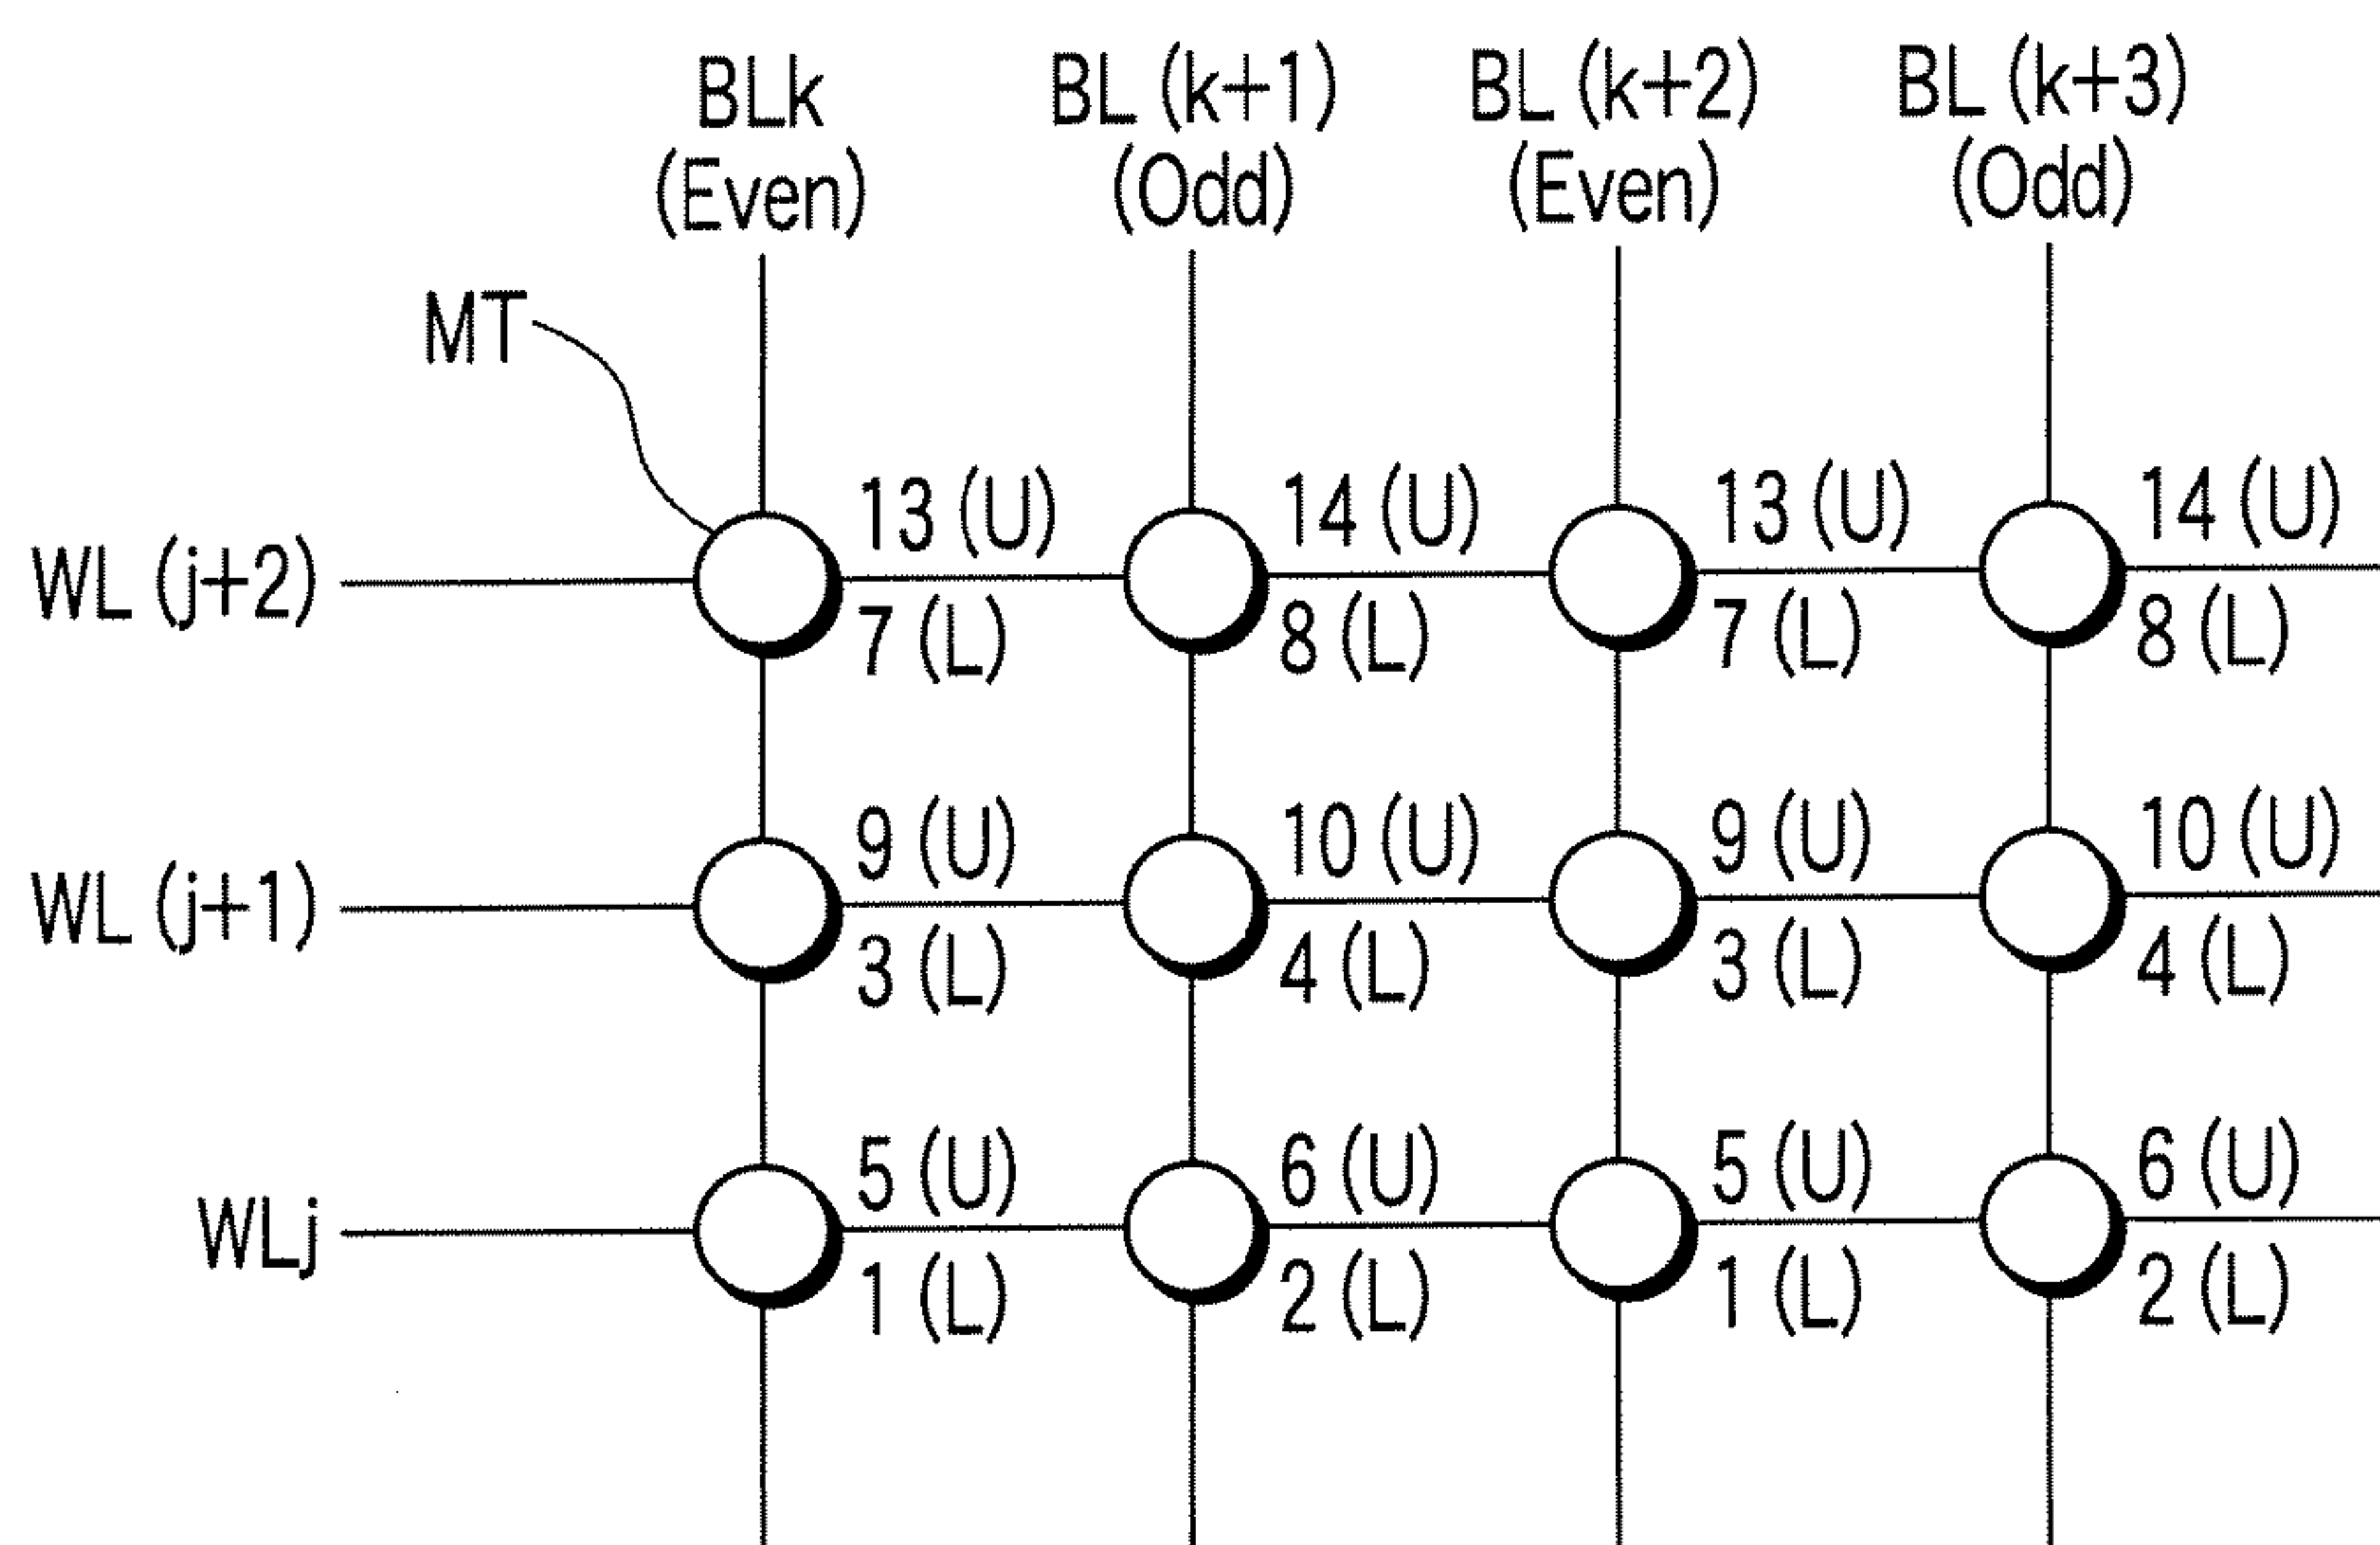 BLk BL (k+1) BL (k+2) BL (k+3)
(Even) (Odd) (Even) (Odd)
MT
13 (U) 14 (U) 13 (U) 14 (U)
WL (j+2)
7 (L) 8 (L) 7 (L) 8 (L)
9 (U) 10 (U) 9 (U) 10 (U)
WL (j+1)
3 (L) 4 (L) 3 (L) 4 (L)
5 (U) 6 (U) 5 (U) 6 (U)
WLj
1 (L) 2 (L) 1 (L) 2 (L)